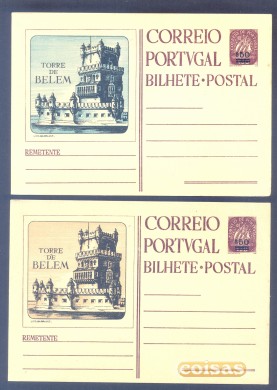 TORRE
DE
BELEM
CORREIO
PORTVGAL
BILHETE·POSTAL
REMETENTE
TORRE
DE
BELEM
CORREIO
PORTVGAL
BILHETE·POSTAL
REMETENTE
coisas